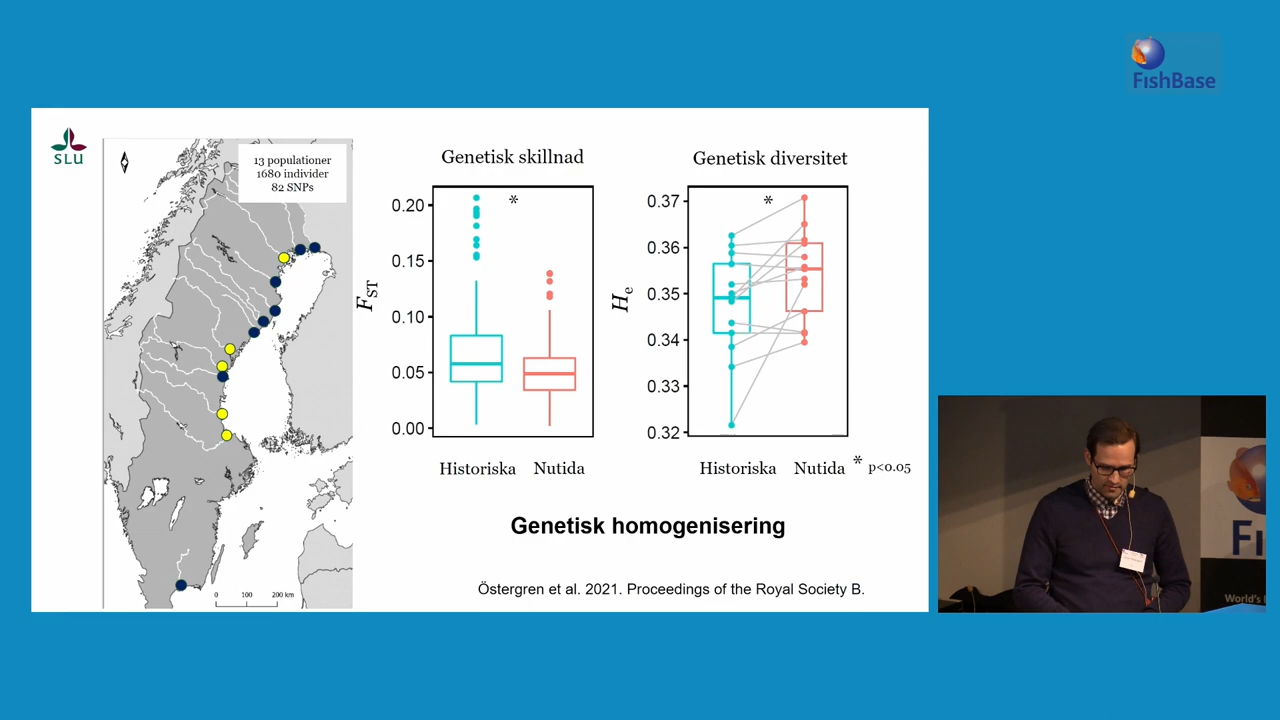 FishBase
SLU
13 populationer
1680 individer
82 SNPs
0 100 200 km
Genetisk skillnad
*
FST
0.20
0.15
0.10
0.05
0.00
Historiska Nutida
Genetisk diversitet
*
He
0.37
0.36
0.35
0.34
0.33
0.32
Historiska Nutida
* p<0.05
Genetisk homogenisering
Östergren et al. 2021. Proceedings of the Royal Society B.
Fi
World's